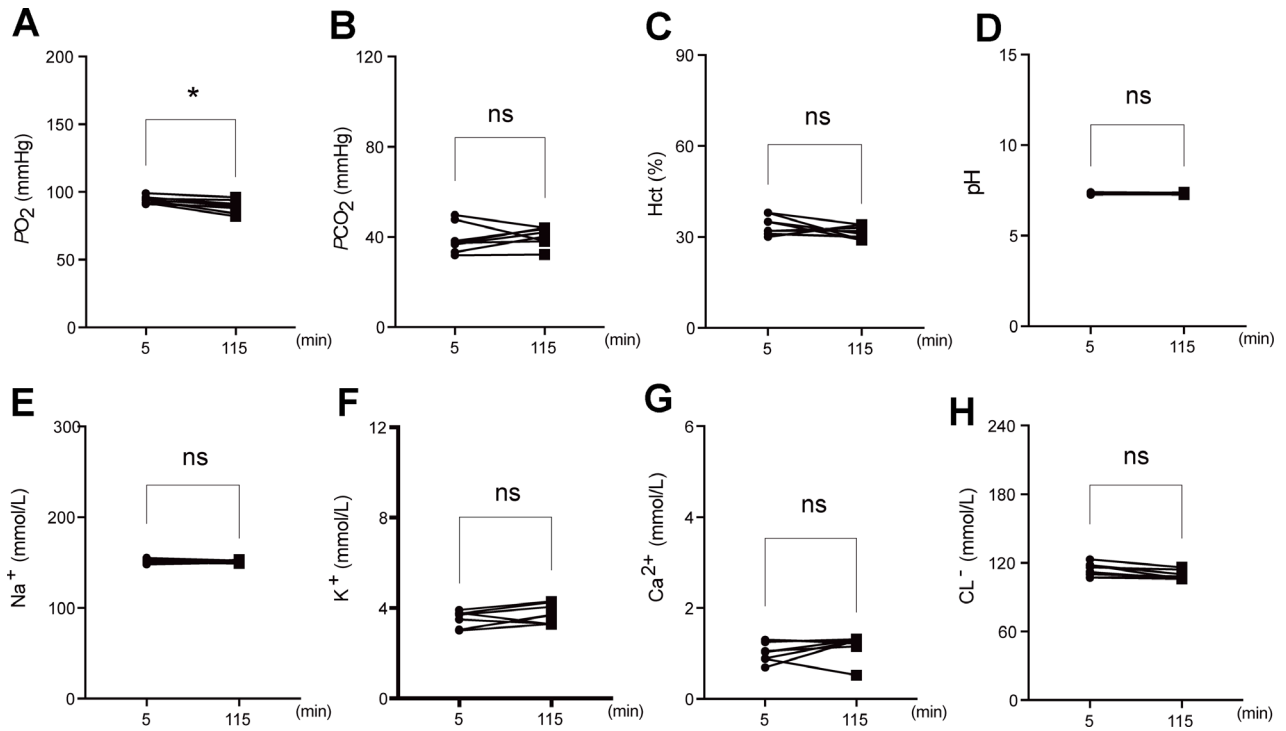 A
PO2 (mmHg)
200
150
100
50
0
*
5
115
(min)
B
PCO2 (mmHg)
120
80
40
0
ns
5
115
(min)
C
Hct (%)
90
60
30
0
ns
5
115
(min)
D
pH
15
10
5
0
ns
5
115
(min)
E
Na+ (mmol/L)
300
200
100
0
ns
5
115
(min)
F
K+ (mmol/L)
12
8
4
0
ns
5
115
(min)
G
Ca2+ (mmol/L)
6
4
2
0
ns
5
115
(min)
H
CL- (mmol/L)
240
180
120
60
0
ns
5
115
(min)